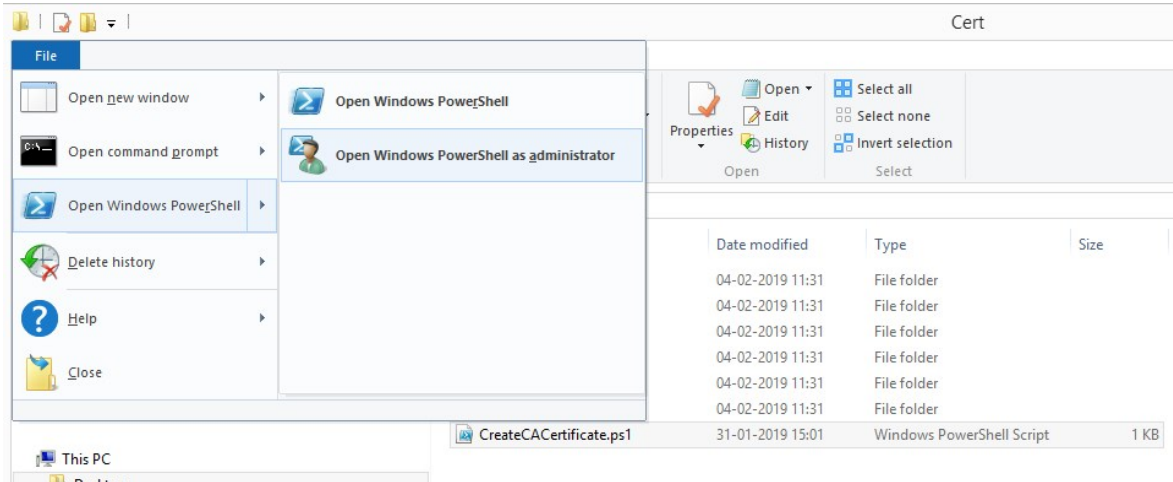 Cert
File
Open new window
Open command prompt
Open Windows PowerShell
Delete history
Help
Close
Open Windows PowerShell
Open Windows PowerShell as administrator
Properties
Open
Edit
History
Open
Select all
Select none
Invert selection
Select
Date modified Type Size
04-02-2019 11:31 File folder
04-02-2019 11:31 File folder
04-02-2019 11:31 File folder
04-02-2019 11:31 File folder
04-02-2019 11:31 File folder
04-02-2019 11:31 File folder
CreateCACertificate.ps1 31-01-2019 15:01 Windows PowerShell Script 1 KB
This PC